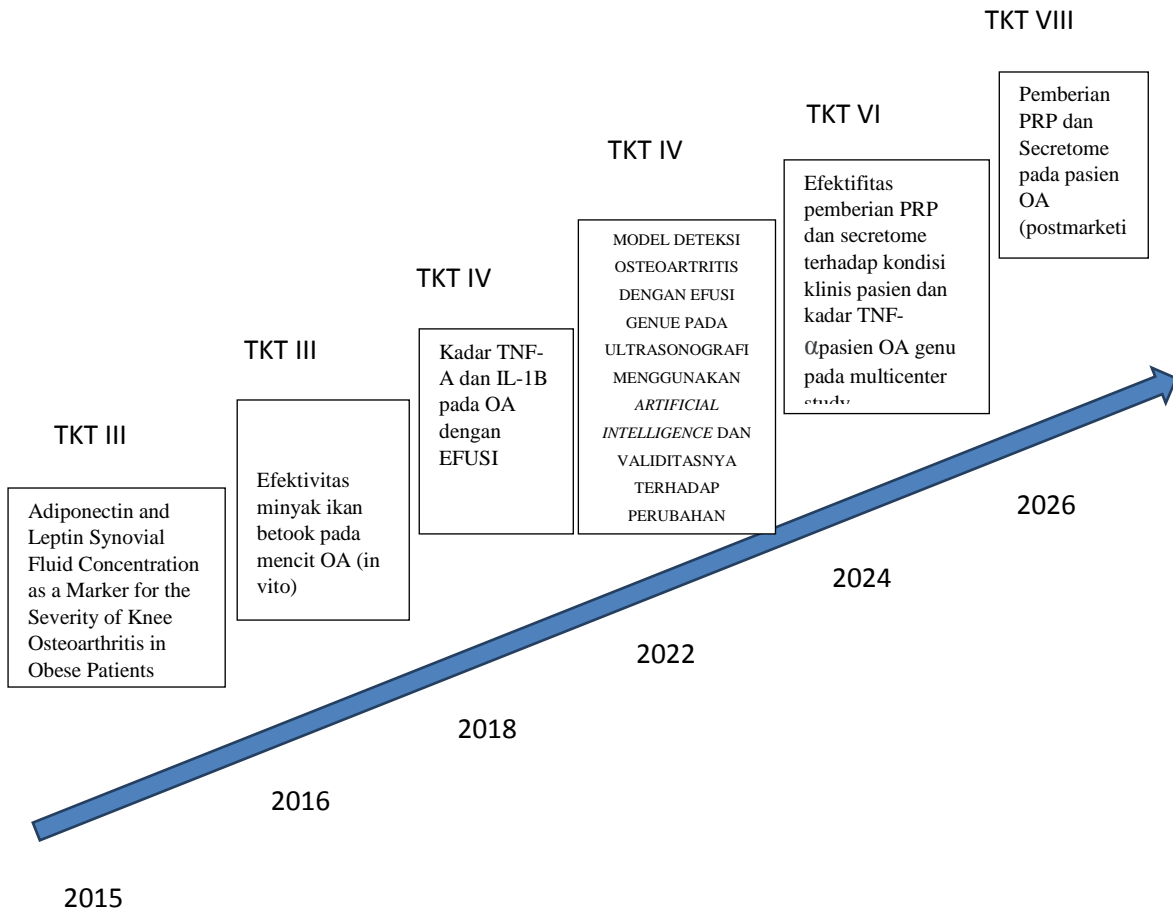 TKT III
Adiponectin and
Leptin Synovial
Fluid Concentration
as a Marker for the
Severity of Knee
Osteoarthritis in
Obese Patients
2015
TKT III
Efektivitas
minyak ikan
betook pada
mencit OA (in
vito)
2016
TKT IV
Kadar TNF-
A dan IL-1B
pada OA
dengan
EFUSI
2018
TKT IV
MODEL DETEKSI
OSTEOARTRITIS
DENGAN EFUSI
GENUE PADA
ULTRASONOGRAFI
MENGGUNAKAN
ARTIFICIAL
INTELLIGENCE DAN
VALIDITASNYA
TERHADAP
PERUBAHAN
2022
TKT VI
Efektifitas
pemberian PRP
dan secretome
terhadap kondisi
klinis pasien dan
kadar TNF-
αpasien OA genu
pada multicenter
study
2024
TKT VIII
Pemberian
PRP dan
Secretome
pada pasien
OA
(postmarketi
2026